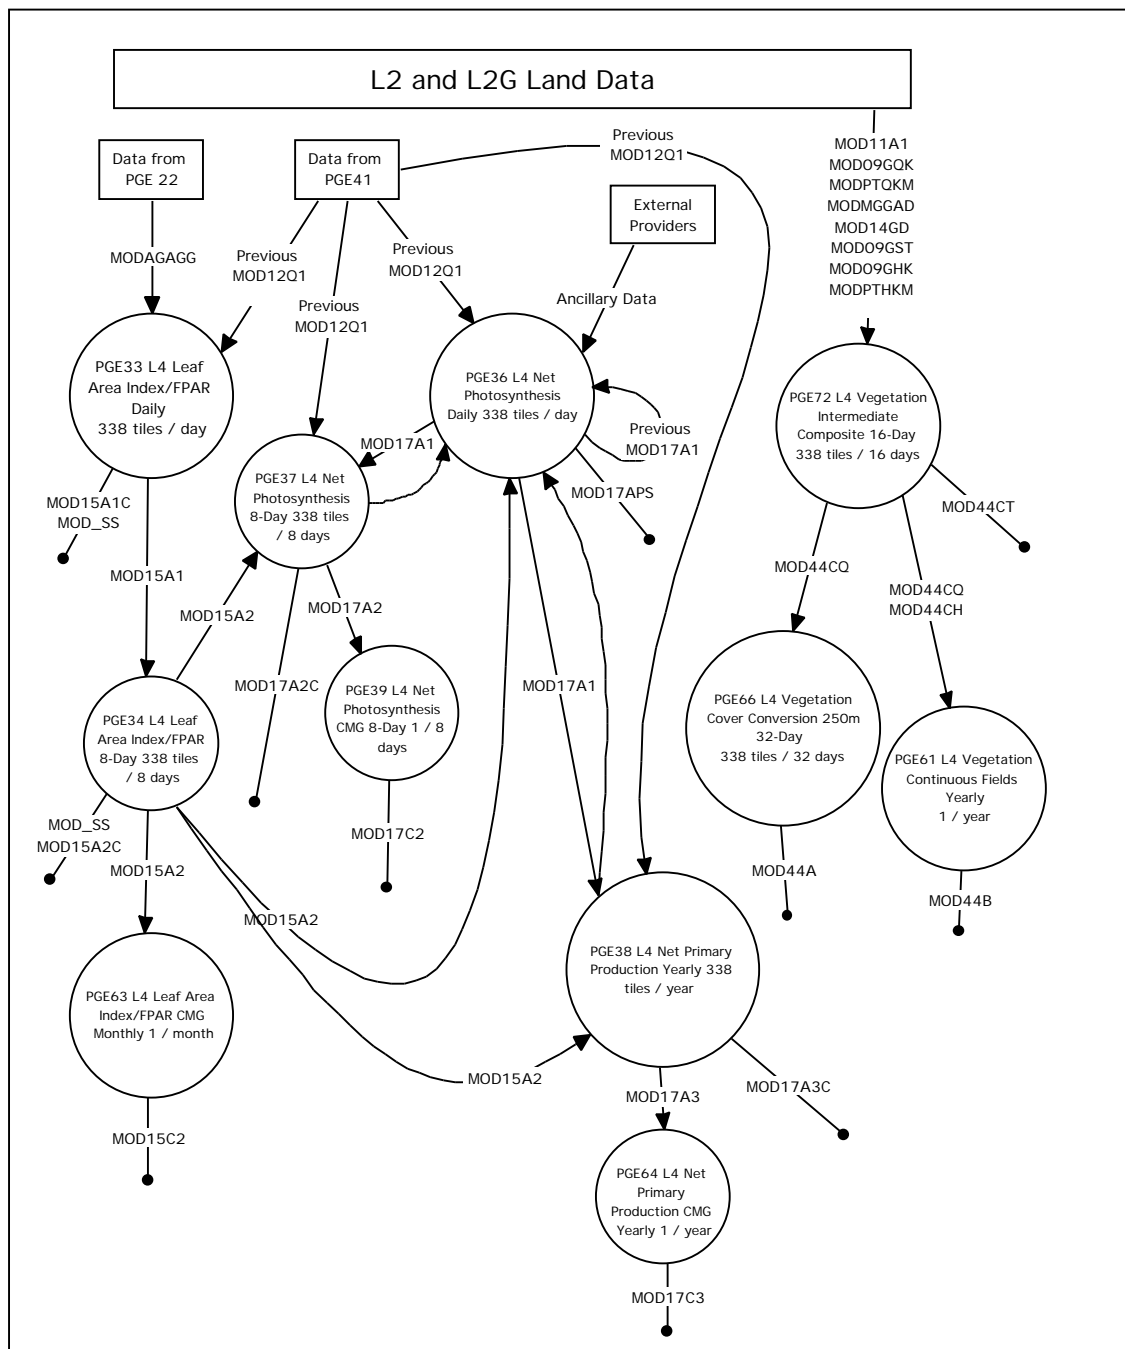 L2 and L2G Land Data
Data from
PGE 22
Data from
PGE41
Previous
MOD12Q1
External
Providers
MOD11A1
MOD09GQK
MODPTQKM
MODMGGAD
MOD14GD
MOD09GST
MOD09GHK
MODPTHKM
MODAGAGG
Previous
MOD12Q1
Previous
MOD12Q1
Previous
MOD12Q1
Ancillary Data
PGE33 L4 Leaf
Area Index/FPAR
Daily
338 tiles / day
PGE36 L4 Net
Photosynthesis
Daily 338 tiles / day
PGE72 L4 Vegetation
Intermediate
Composite 16-Day
338 tiles / 16 days
MOD17A1
Previous
MOD17A1
PGE37 L4 Net
Photosynthesis
8-Day 338 tiles
/ 8 days
MOD17APS
MOD15A1C
MOD_SS
MOD44CT
MOD15A1
MOD15A2
MOD17A2
MOD44CQ
MOD44CQ
MOD44CH
MOD17A2C
MOD17A1
PGE39 L4 Net
Photosynthesis
CMG 8-Day 1 / 8
days
PGE34 L4 Leaf
Area Index/FPAR
8-Day 338 tiles
/ 8 days
PGE66 L4 Vegetation
Cover Conversion 250m
32-Day
338 tiles / 32 days
PGE61 L4 Vegetation
Continuous Fields
Yearly
1 / year
MOD_SS
MOD15A2C
MOD15A2
MOD17C2
MOD44A
MOD44B
MOD15A2
PGE38 L4 Net Primary
Production Yearly 338
tiles / year
PGE63 L4 Leaf Area
Index/FPAR CMG
Monthly 1 / month
MOD15A2
MOD17A3
MOD17A3C
MOD15C2
PGE64 L4 Net
Primary
Production CMG
Yearly 1 / year
MOD17C3